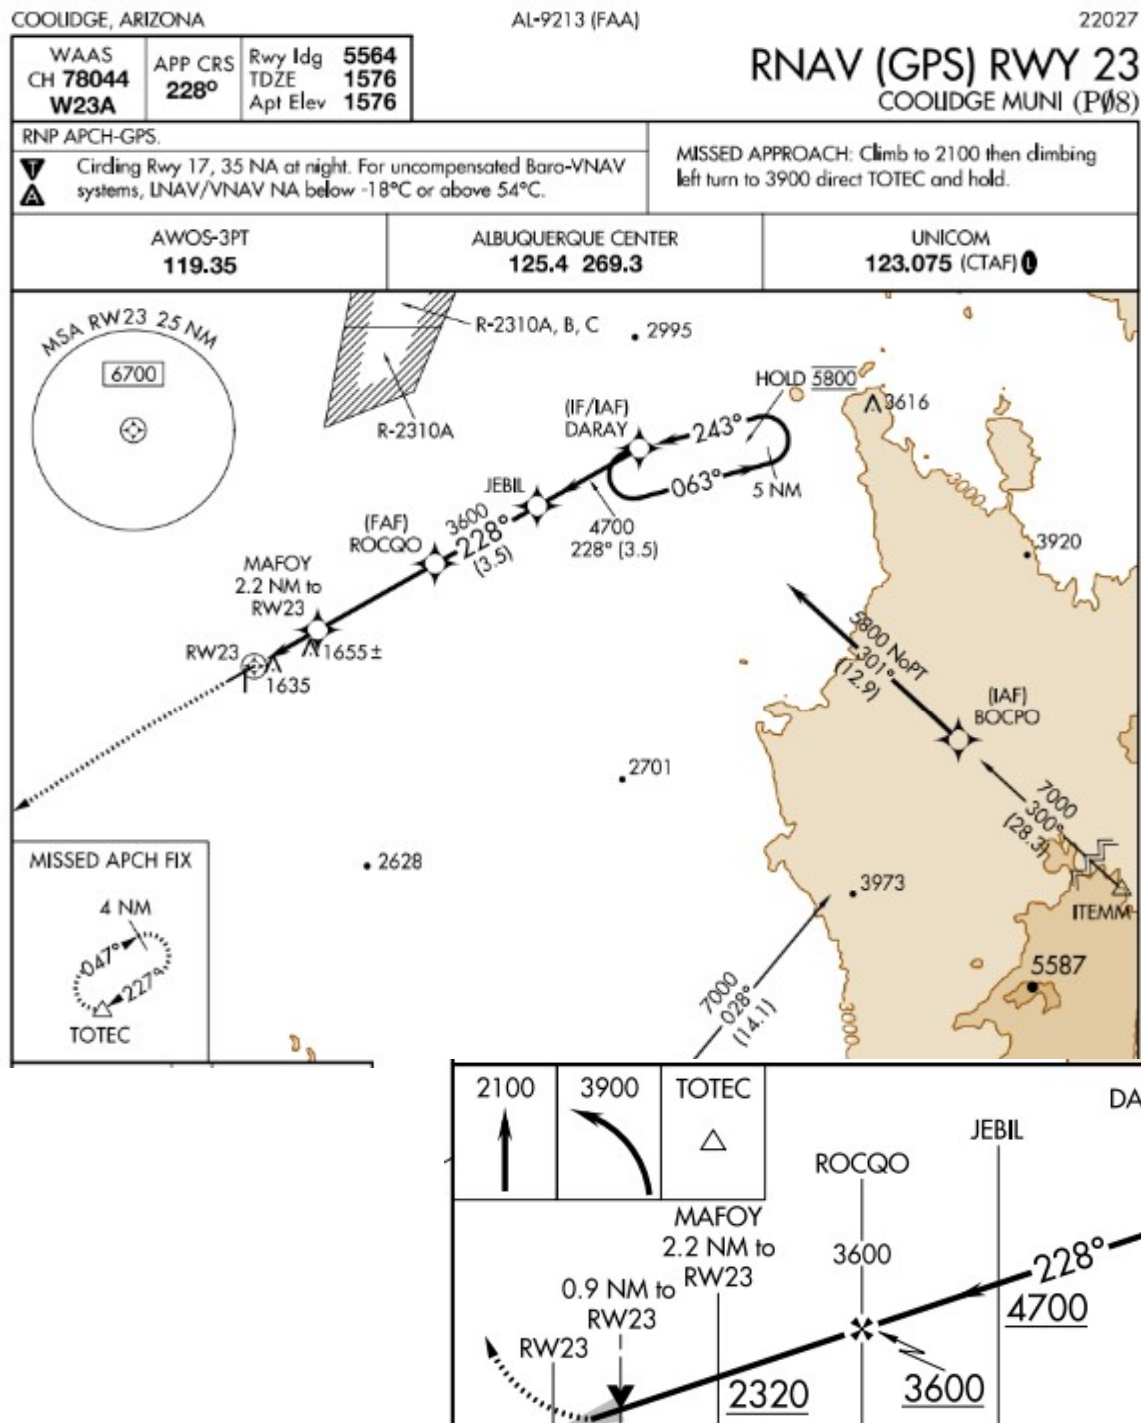 COOLIDGE, ARIZONA
AL-9213 (FAA)
22027
WAAS
CH 78044
W23A
APP CRS
228°
Rwy ldg 5564
TDZE 1576
Apt Elev 1576
RNAV (GPS) RWY 23
COOLIDGE MUNI (PØ8)
RNP APCH-GPS.
T
A
Circling Rwy 17, 35 NA at night. For uncompensated Baro-VNAV
systems, LNAV/VNAV NA below -18°C or above 54°C.
MISSED APPROACH: Climb to 2100 then climbing
left turn to 3900 direct TOTEC and hold.
AWOS-3PT
119.35
ALBUQUERQUE CENTER
125.4 269.3
UNICOM
123.075 (CTAF) L
MSA RW23 25 NM
6700
R-2310A, B, C
R-2310A
2995
HOLD 5800
3616
(IF/IAF)
DARAY
243°
063°
5 NM
3000
JEBIL
4700
228° (3.5)
(FAF)
ROCQO
3600
228°
(3.5)
3920
MAFOY
2.2 NM to
RW23
RW23
1655±
1635
5800 NoPT
301°
(12.9)
(IAF)
BOCPO
2701
7000
300°
(28.3)
ITEMM
2628
3973
5587
7000
028°
(14.1)
3000
MISSED APCH FIX
4 NM
047°
227°
TOTEC
2100
3900
TOTEC
DA
JEBIL
ROCQO
MAFOY
2.2 NM to
RW23
3600
228°
0.9 NM to
RW23
4700
RW23
2320
3600